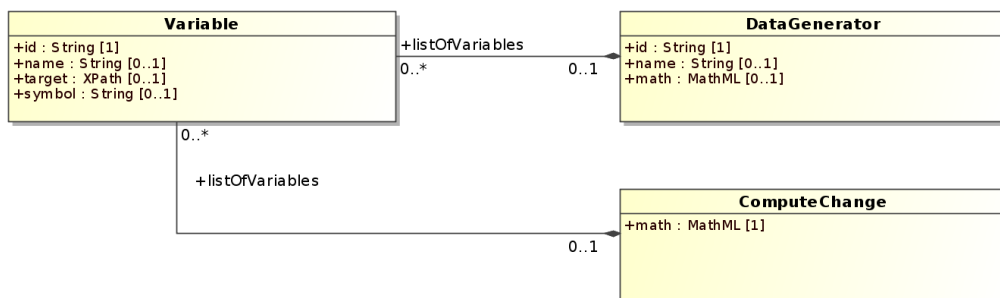 Variable
+id : String [1]
+name : String [0..1]
+target : XPath [0..1]
+symbol : String [0..1]
+listOfVariables
0..*
0..1
DataGenerator
+id : String [1]
+name : String [0..1]
+math : MathML [0..1]
0..*
+listOfVariables
0..1
ComputeChange
+math : MathML [1]